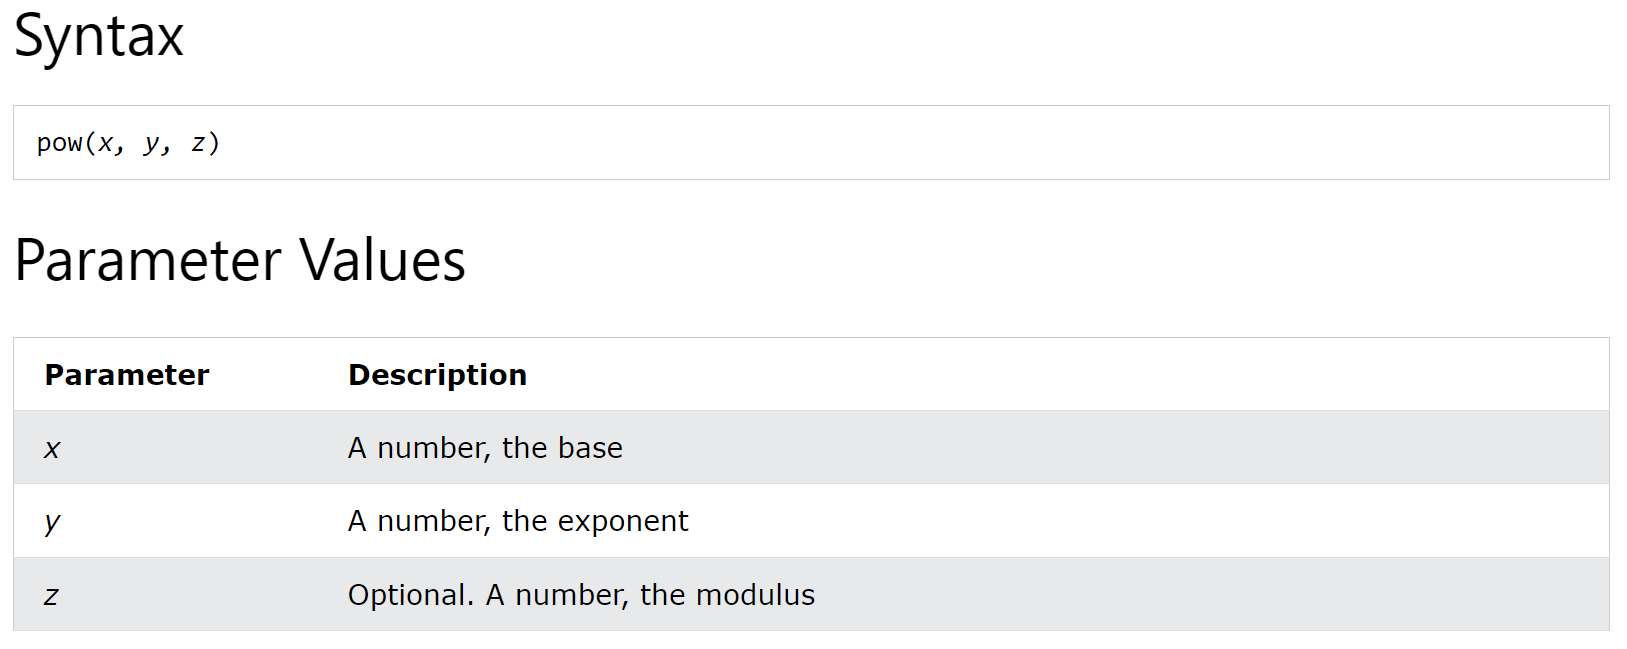 Syntax
pow(x, y, z)
Parameter Values
Parameter Description
x A number, the base
y A number, the exponent
z Optional. A number, the modulus